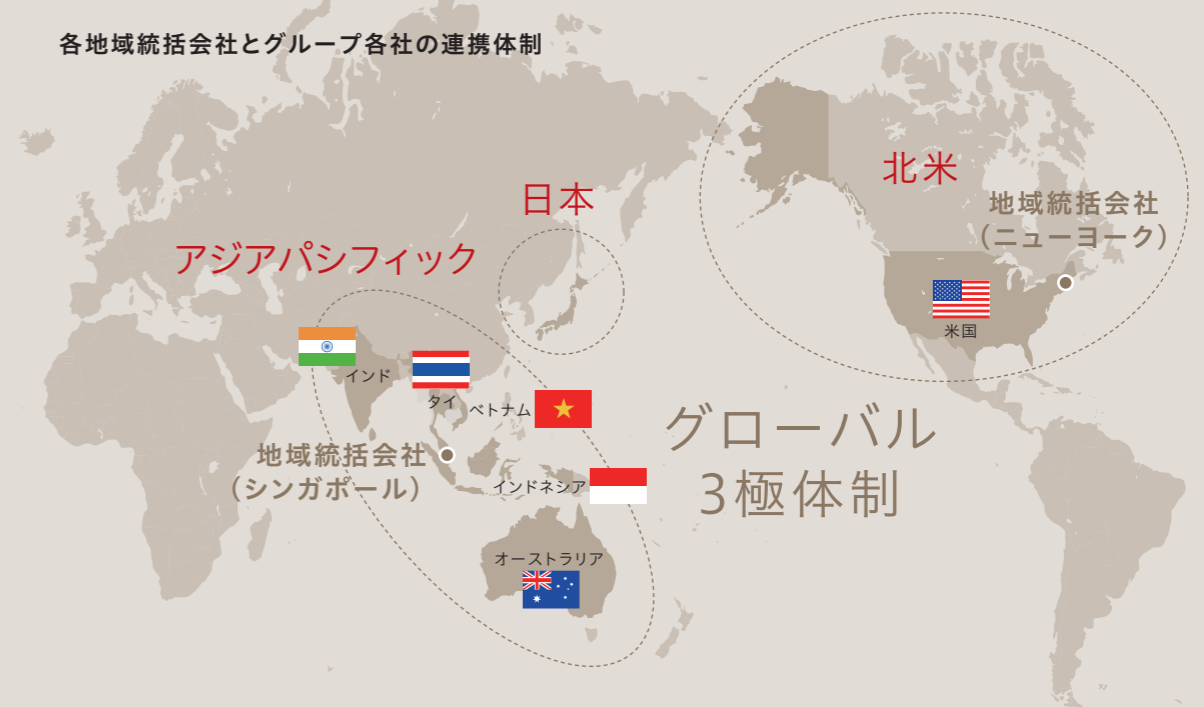 各地域統括会社とグループ各社の連携体制
北米
日本
地域統括会社
(ニューヨーク)
アジアパシフィック
米国
インド
タイ
ベトナム
グローバル
3極体制
地域統括会社
(シンガポール)
インドネシア
オーストラリア